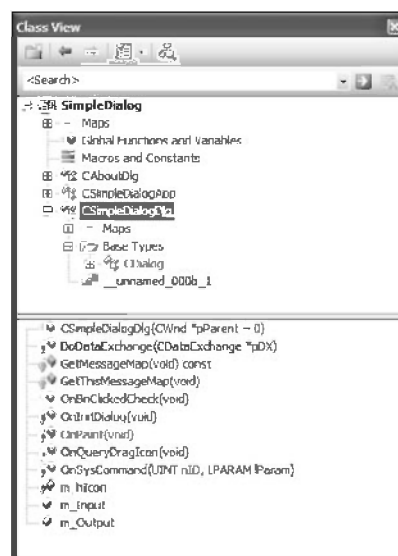 Class View
<Search>
SimpleDialog
Maps
Global Functions and Variables
Macros and Constants
CAboutDlg
CSimpleDialogApp
CSimpleDialogDlg
Maps
Base Types
CDialog
__unnamed_000b_1
CSimpleDialogDlg(CWnd *pParent = 0)
DoDataExchange(CDataExchange *pDX)
GetMessageMap(void) const
GetThisMessageMap(void)
OnBnClickedCheck(void)
OnInitDialog(void)
OnPaint(void)
OnQueryDragIcon(void)
OnSysCommand(UINT nID, LPARAM lParam)
m_hIcon
m_Input
m_Output